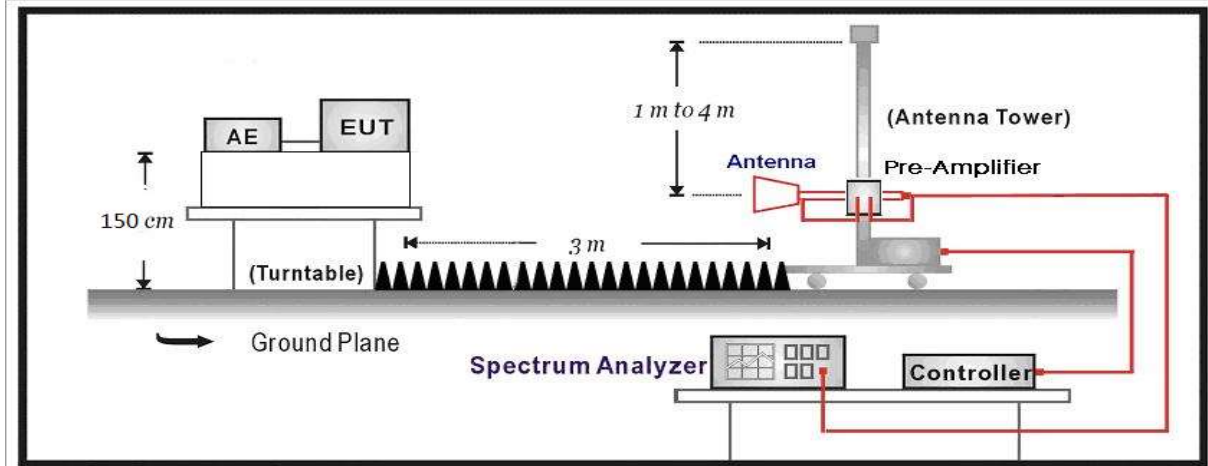 1 m to 4 m
(Antenna Tower)
AE
EUT
Antenna
Pre-Amplifier
150 cm
3 m
(Turntable)
Ground Plane
Spectrum Analyzer
Controller